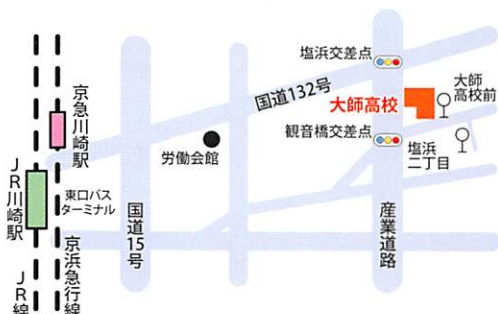 塩浜交差点
国道132号
大師高校
大師
高校前
京急川崎駅
観音橋交差点
塩浜
二丁目
労働会館
JR川崎駅
東口バス
ターミナル
国道15号
産業道路
京浜急行線
JR線